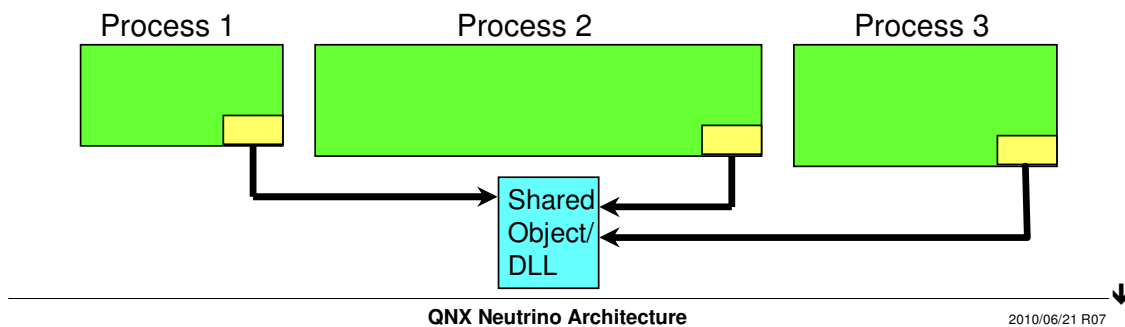 Process 1
Process 2
Process 3
Shared
Object/
DLL
QNX Neutrino Architecture
2010/06/21 R07